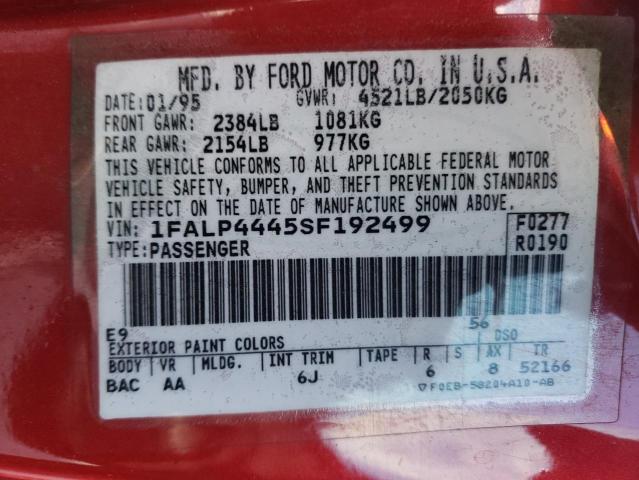 MFD. BY FORD MOTOR CO. IN U.S.A.
DATE: 01/95 GVWR: 4521LB/2050KG
FRONT GAWR: 2384LB 1081KG
REAR GAWR: 2154LB 977KG
THIS VEHICLE CONFORMS TO ALL APPLICABLE FEDERAL MOTOR
VEHICLE SAFETY, BUMPER, AND THEFT PREVENTION STANDARDS
IN EFFECT ON THE DATE OF MANUFACTURE SHOWN ABOVE.
VIN: 1FALP4445SF192499 F0277
TYPE: PASSENGER R0190
E9 56
EXTERIOR PAINT COLORS DSO
BODY VR MLDG. INT TRIM TAPE R S AX TR
BAC AA 6J 6 8 52166
▽F0EB-58204A10-AB